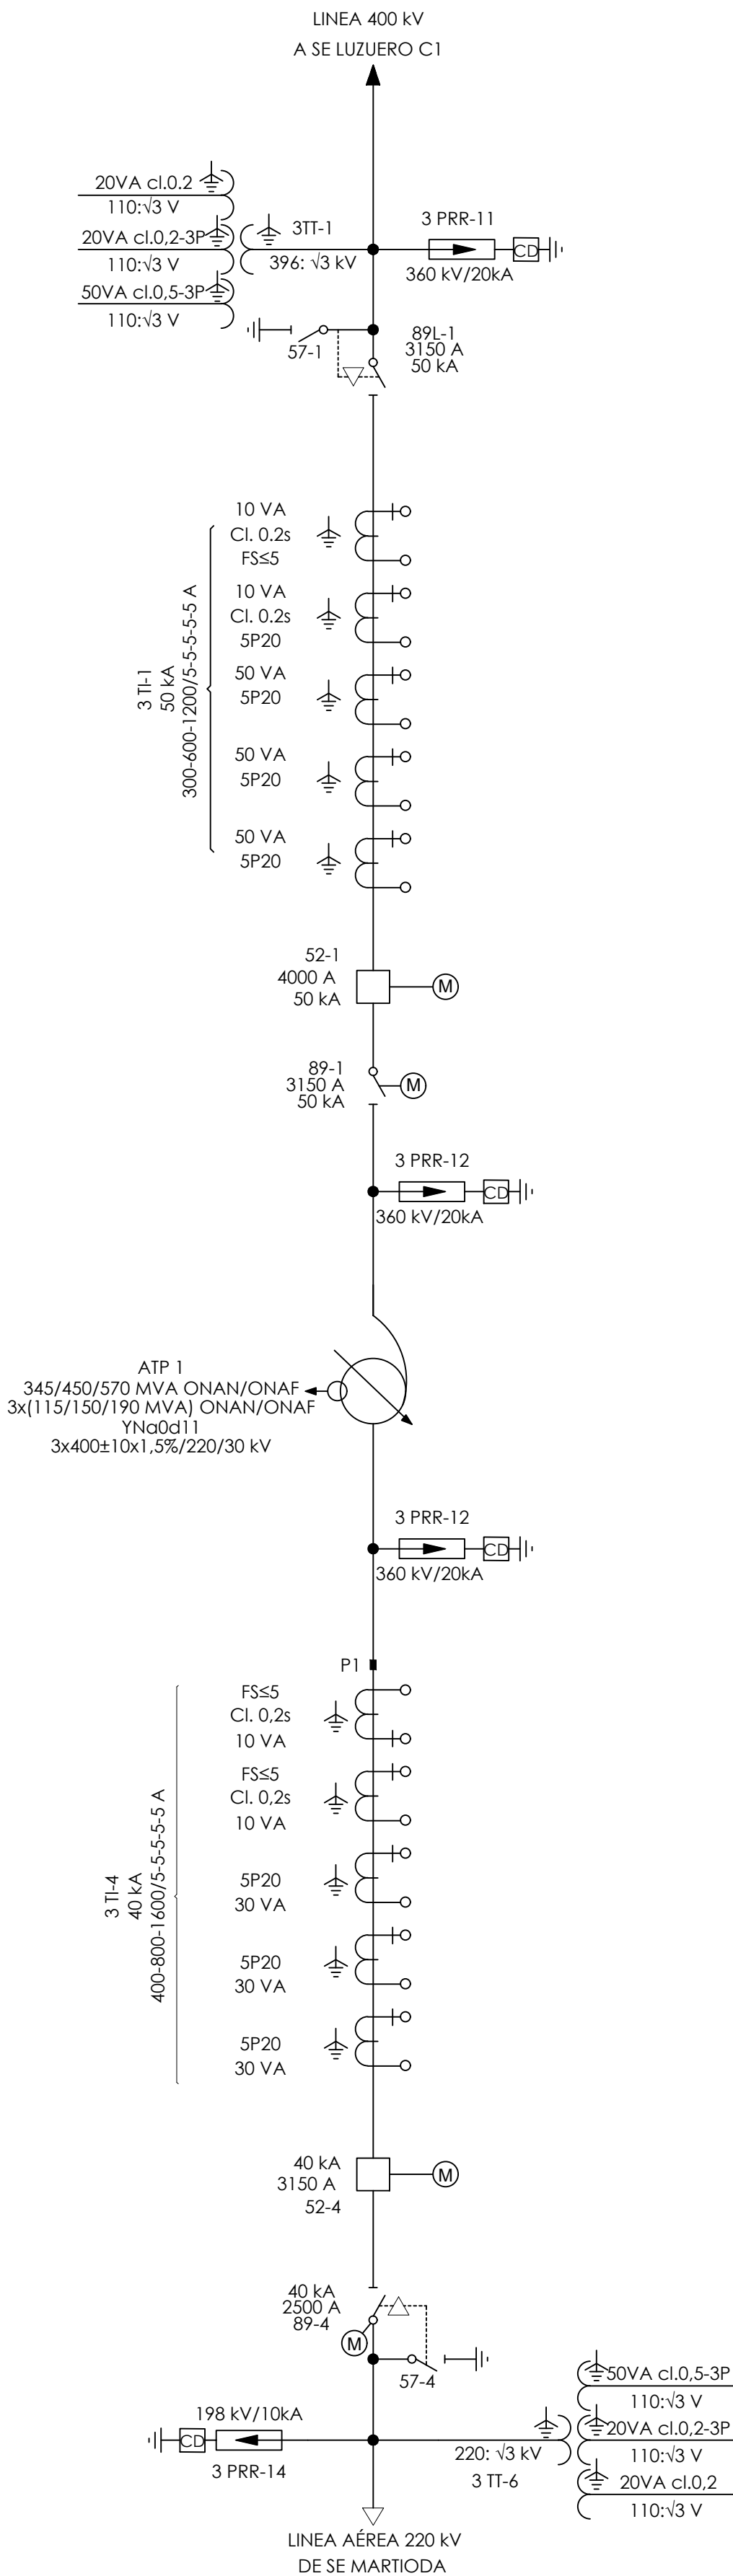 LINEA 400 kV
A SE LUZUERO C1
20VA cl.0.2
110:√3 V
20VA cl.0,2-3P
110:√3 V
50VA cl.0,5-3P
110:√3 V
3TT-1
396: √3 kV
3 PRR-11
CD
360 kV/20kA
57-1
89L-1
3150 A
50 kA
3 TI-1
50 kA
300-600-1200/5-5-5-5-5-5 A
10 VA
Cl. 0.2s
FS≤5
10 VA
Cl. 0.2s
5P20
50 VA
5P20
50 VA
5P20
50 VA
5P20
52-1
4000 A
50 kA
M
89-1
3150 A
50 kA
M
3 PRR-12
CD
360 kV/20kA
ATP 1
345/450/570 MVA ONAN/ONAF
3x(115/150/190 MVA) ONAN/ONAF
YNa0d11
3x400±10x1,5%/220/30 kV
3 PRR-12
CD
360 kV/20kA
P1
3 TI-4
40 kA
400-800-1600/5-5-5-5-5-5 A
FS≤5
Cl. 0,2s
10 VA
FS≤5
Cl. 0,2s
10 VA
5P20
30 VA
5P20
30 VA
5P20
30 VA
40 kA
3150 A
52-4
M
40 kA
2500 A
89-4
M
57-4
198 kV/10kA
CD
3 PRR-14
220: √3 kV
3 TT-6
50VA cl.0,5-3P
110:√3 V
20VA cl.0,2-3P
110:√3 V
20VA cl.0,2
110:√3 V
LINEA AÉREA 220 kV
DE SE MARTIODA